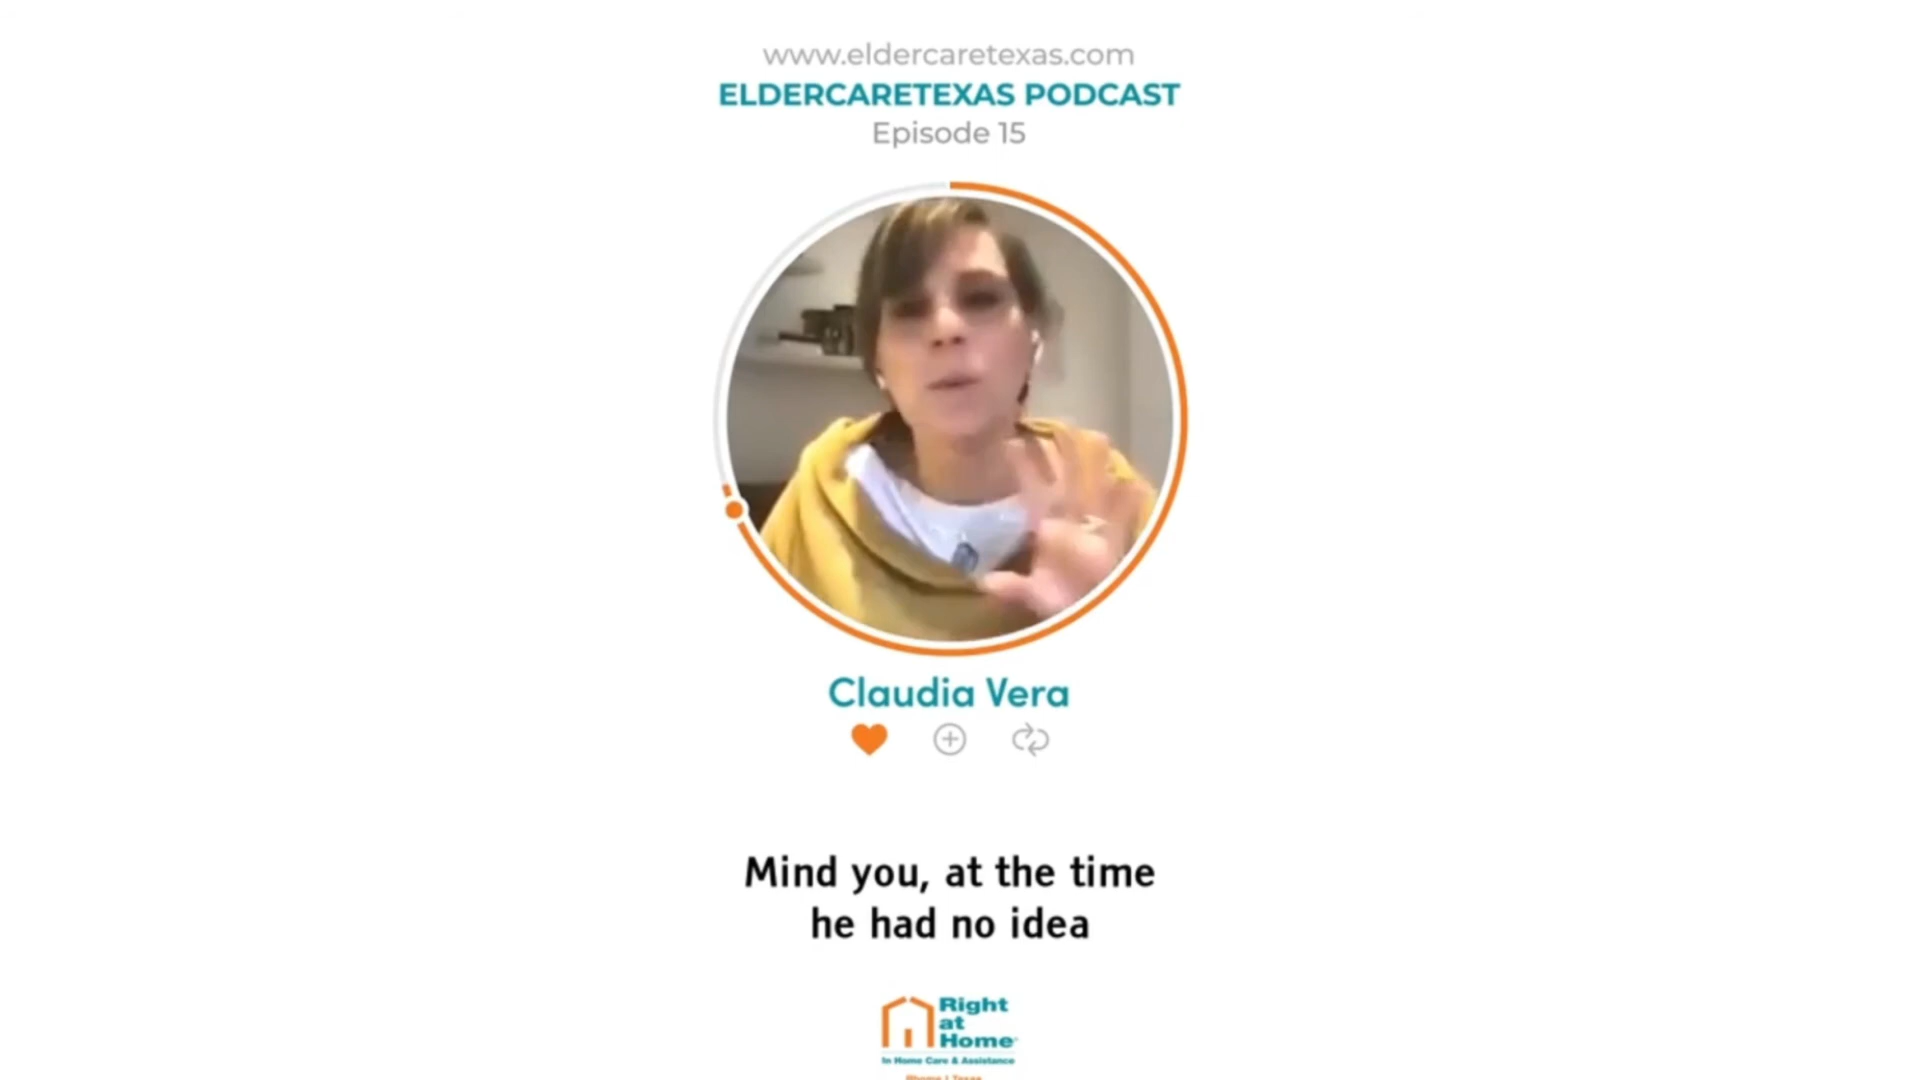 www.eldercaretexas.com
ELDERCARETEXAS PODCAST
Episode 15
Claudia Vera
Mind you, at the time
he had no idea
Right
at
Home
In Home Care & Assistance